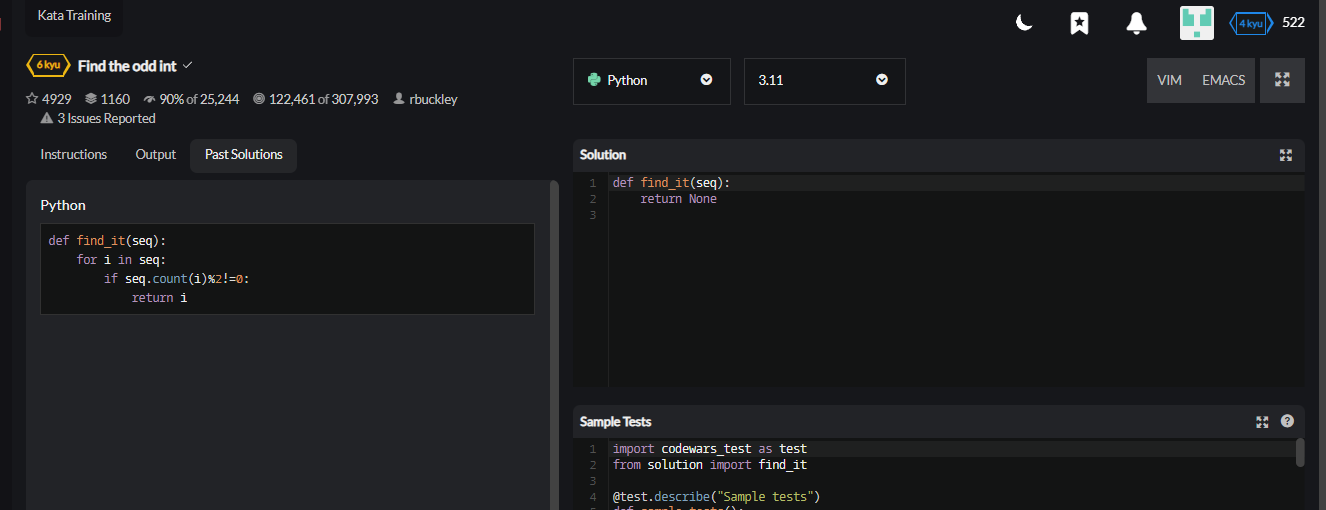 Kata Training
4 kyu 522
6 kyu Find the odd int
4929 1160 90% of 25,244 122,461 of 307,993 rbuckley
3 Issues Reported
Python 3.11 VIM EMACS
Instructions Output Past Solutions
Python
def find_it(seq):
    for i in seq:
        if seq.count(i)%2!=0:
            return i
Solution
1 def find_it(seq):
2     return None
3
Sample Tests
1 import codewars_test as test
2 from solution import find_it
3
4 @test.describe("Sample tests")
5 def sample_tests():